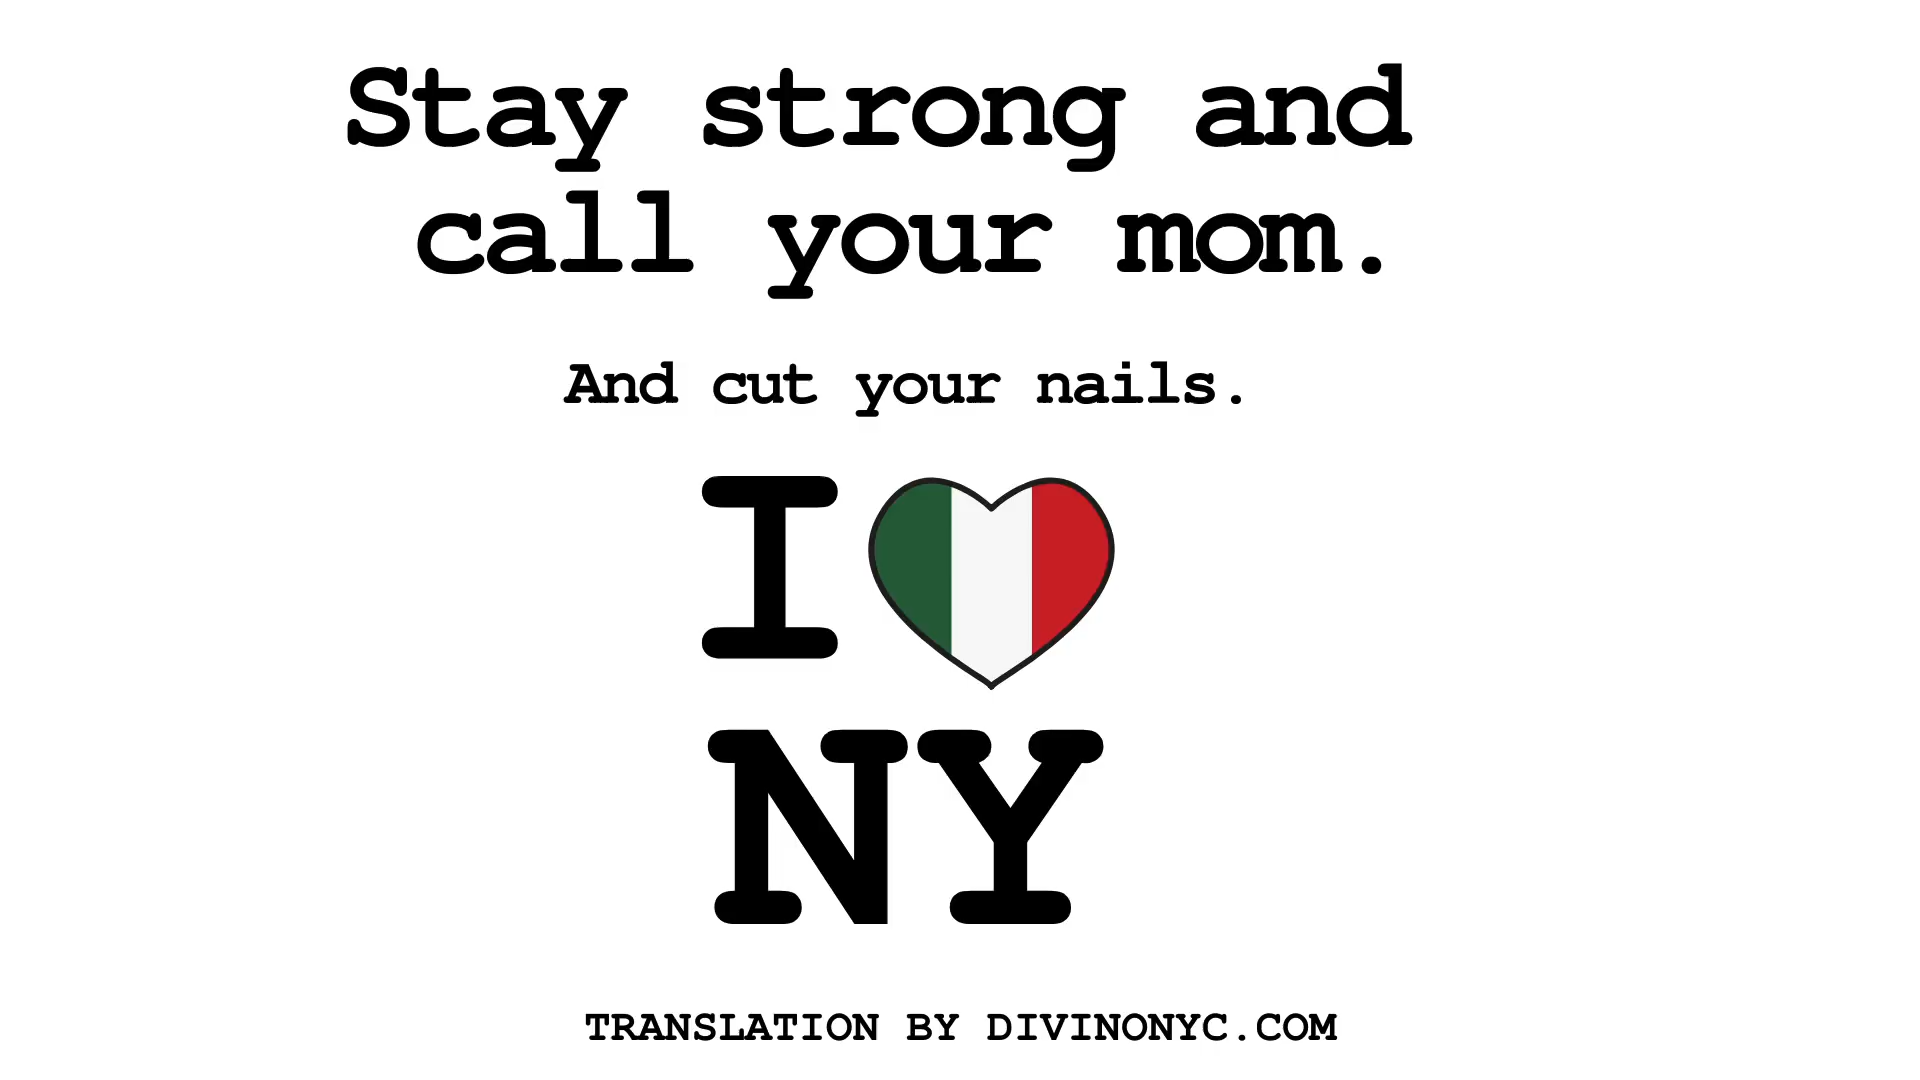 Stay strong and
call your mom.
And cut your nails.
I
NY
TRANSLATION BY DIVINONYC.COM